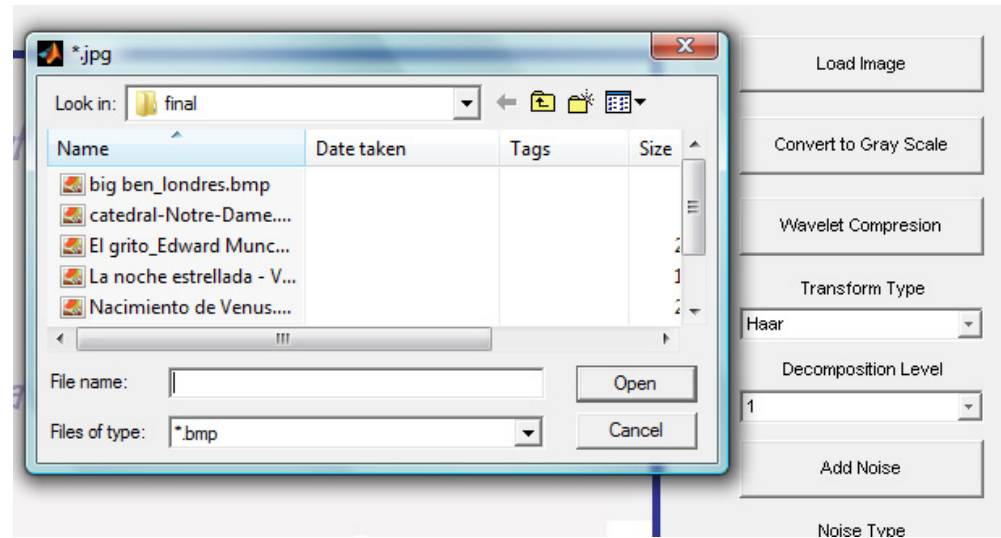 *.jpg
Look in: final
Name Date taken Tags Size
big ben_londres.bmp
catedral-Notre-Dame....
El grito_Edward Munc...
La noche estrellada - V...
Nacimiento de Venus....
File name:
Open
Files of type: *.bmp
Cancel
Load Image
Convert to Gray Scale
Wavelet Compresion
Transform Type
Haar
Decomposition Level
1
Add Noise
Noise Type